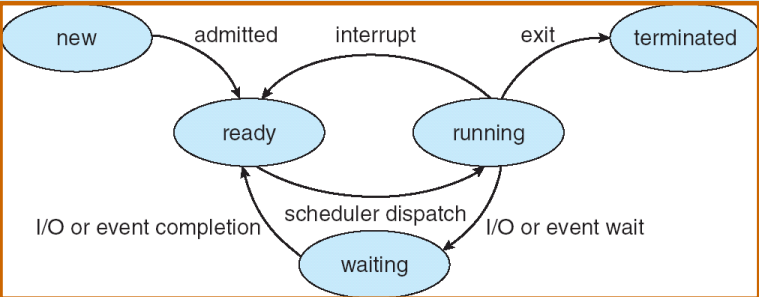 new
admitted
interrupt
exit
terminated
ready
running
scheduler dispatch
I/O or event completion
I/O or event wait
waiting